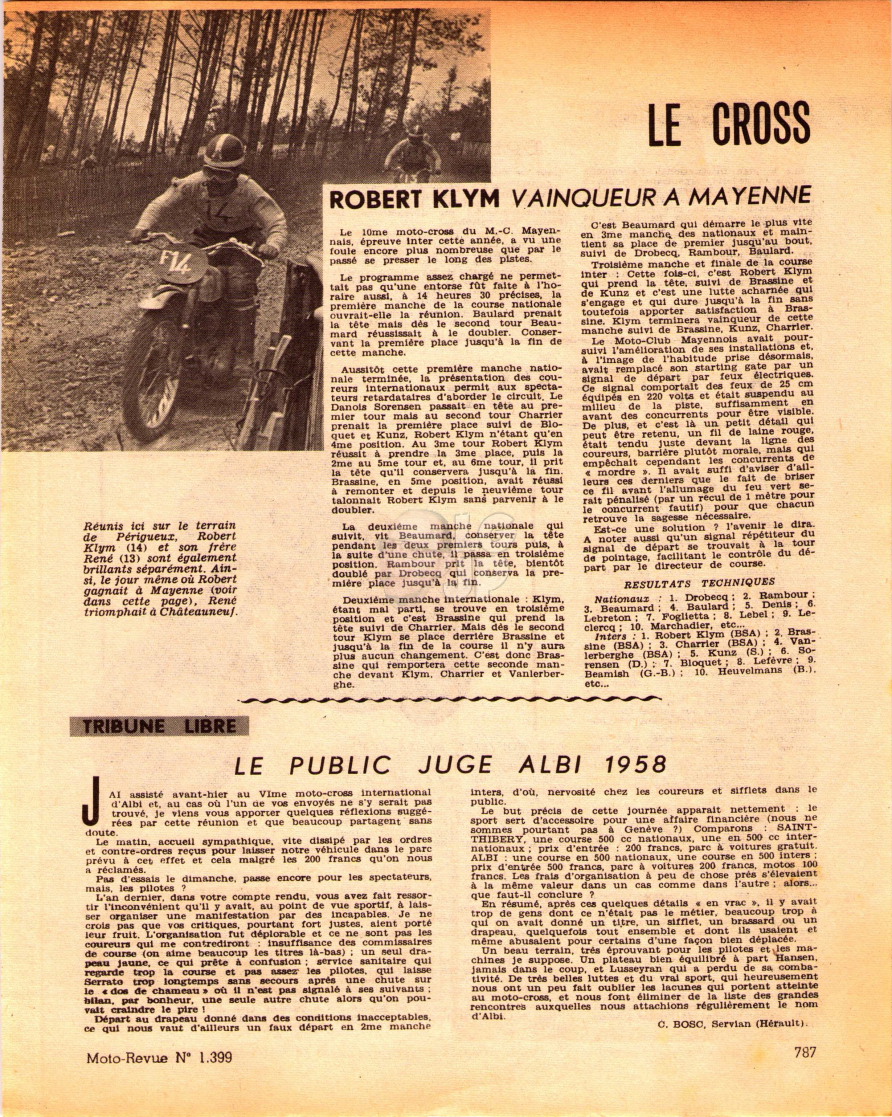 LE CROSS
14
13
F14
ROBERT KLYM VAINQUEUR A MAYENNE
Le 10me moto-cross du M.-C. Mayen-
nais, épreuve inter cette année, a vu une
foule encore plus nombreuse que par le
passé se presser le long des pistes.
Le programme assez chargé ne permet-
tait pas qu'une entorse fût faite à l'ho-
raire aussi, à 14 heures 30 précises, la
première manche de la course nationale
ouvrait-elle la réunion. Baulard prenait
la tête mais dès le second tour Beau-
mard réussissait à le doubler. Conser-
vant la première place jusqu'à la fin de
cette manche.
Aussitôt cette première manche natio-
nale terminée, la présentation des cou-
reurs internationaux permit aux specta-
teurs retardataires d'aborder le circuit. Le
Danois Sorensen passait en tête au pre-
mier tour mais au second tour Charrier
prenait la première place suivi de Blo-
quet et Kunz, Robert Klym n'étant qu'en
4me position. Au 3me tour Robert Klym
réussit à prendre la 3me place, puis la
2me au 5me tour et, au 6me tour, il prit
la tête qu'il conservera jusqu'à la fin.
Brassine, en 5me position, avait réussi
à remonter et depuis le neuvième tour
talonnait Robert Klym sans parvenir à le
doubler.
La deuxième manche nationale qui
suivit, vit Beaumard, conserver la tête
pendant les deux premiers tours puis, à
la suite d'une chute, il passa en troisième
position. Rambour prit la tête, bientôt
doublé par Drobecq qui conserva la pre-
mière place jusqu'à la fin.
Deuxième manche internationale : Klym,
étant mal parti, se trouve en troisième
position et c'est Brassine qui prend la
tête suivi de Charrier. Mais dès le second
tour Klym se place derrière Brassine et
jusqu'à la fin de la course il n'y aura
plus aucun changement. C'est donc Bras-
sine qui remportera cette seconde man-
che devant Klym, Charrier et Vanlerber-
ghe.
C'est Beaumard qui démarre le plus vite
en 3me manche des nationaux et main-
tient sa place de premier jusqu'au bout,
suivi de Drobecq, Rambour, Baulard.
Troisième manche et finale de la course
inter : Cette fois-ci, c'est Robert Klym
qui prend la tête, suivi de Brassine et
de Kunz et c'est une lutte acharnée qui
s'engage et qui dure jusqu'à la fin sans
toutefois apporter satisfaction à Bras-
sine. Klym terminera vainqueur de cette
manche suivi de Brassine, Kunz, Charrier.
Le Moto-Club Mayennois avait pour-
suivi l'amélioration de ses installations et,
à l'image de l'habitude prise désormais,
avait remplacé son starting gate par un
signal de départ par feux électriques.
Ce signal comportait des feux de 25 cm
équipés en 220 volts et était suspendu au
milieu de la piste, suffisamment en
avant des concurrents pour être visible.
De plus, et c'est là un petit détail qui
peut être retenu, un fil de laine rouge,
était tendu juste devant la ligne des
coureurs, barrière plutôt morale, mais qui
empêchait cependant les concurrents de
« mordre ». Il avait suffi d'aviser d'ail-
leurs ces derniers que le fait de briser
ce fil avant l'allumage du feu vert se-
rait pénalisé (par un recul de 1 mètre pour
le concurrent fautif) pour que chacun
retrouve la sagesse nécessaire.
Est-ce une solution ? l'avenir le dira.
A noter aussi qu'un signal répétiteur du
signal de départ se trouvait à la tour
de pointage, facilitant le contrôle du dé-
part par le directeur de course.
RESULTATS TECHNIQUES
Nationaux : 1. Drobecq ; 2. Rambour ;
3. Beaumard ; 4. Baulard ; 5. Denis ; 6.
Lebreton ; 7. Foglietta ; 8. Lebel ; 9. Le-
clercq ; 10. Marchadier, etc...
Inters : 1. Robert Klym (BSA) ; 2. Bras-
sine (BSA) ; 3. Charrier (BSA) ; 4. Van-
lerberghe (BSA) ; 5. Kunz (S.) ; 6. So-
rensen (D.) ; 7. Bloquet ; 8. Lefèvre ; 9.
Beamish (G.-B.) ; 10. Heuvelmans (B.),
etc...
Réunis ici sur le terrain
de Périgueux, Robert
Klym (14) et son frère
René (13) sont également
brillants séparément. Ain-
si, le jour même où Robert
gagnait à Mayenne (voir
dans cette page), René
triomphait à Châteauneuf.
TRIBUNE LIBRE
LE PUBLIC JUGE ALBI 1958
J'AI assisté avant-hier au VIme moto-cross international
d'Albi et, au cas où l'un de vos envoyés ne s'y serait pas
trouvé, je viens vous apporter quelques réflexions suggé-
rées par cette réunion et que beaucoup partagent sans
doute.
Le matin, accueil sympathique, vite dissipé par les ordres
et contre-ordres reçus pour laisser notre véhicule dans le parc
prévu à cet effet et cela malgré les 200 francs qu'on nous
a réclamés.
Pas d'essais le dimanche, passe encore pour les spectateurs,
mais, les pilotes ?
L'an dernier, dans votre compte rendu, vous avez fait ressor-
tir l'inconvénient qu'il y avait, au point de vue sportif, à lais-
ser organiser une manifestation par des incapables. Je ne
crois pas que vos critiques, pourtant fort justes, aient porté
leur fruit. L'organisation fut déplorable et ce ne sont pas les
coureurs qui me contrediront : insuffisance des commissaires
de course (on aime beaucoup les titres là-bas) ; un seul dra-
peau jaune, ce qui prête à confusion ; service sanitaire qui
regarde trop la course et pas assez les pilotes, qui laisse
Serrato trop longtemps sans secours après une chute sur
le « dos de chameau » où il n'est pas signalé à ses suivants ;
bilan, par bonheur, une seule autre chute alors qu'on pou-
vait craindre le pire !
Départ au drapeau donné dans des conditions inacceptables,
ce qui nous vaut d'ailleurs un faux départ en 2me manche
inters, d'où, nervosité chez les coureurs et sifflets dans le
public.
Le but précis de cette journée apparait nettement : le
sport sert d'accessoire pour une affaire financière (nous ne
sommes pourtant pas à Genève ?) Comparons : SAINT-
THIBERY, une course 500 cc nationaux, une en 500 cc inter-
nationaux ; prix d'entrée : 200 francs, parc à voitures gratuit.
ALBI : une course en 500 nationaux, une course en 500 inters ;
prix d'entrée 500 francs, parc à voitures 200 francs, motos 100
francs. Les frais d'organisation à peu de chose près s'élevaient
à la même valeur dans un cas comme dans l'autre ; alors...
que faut-il conclure ?
En résumé, après ces quelques détails « en vrac », il y avait
trop de gens dont ce n'était pas le métier, beaucoup trop à
qui on avait donné un titre, un sifflet, un brassard ou un
drapeau, quelquefois tout ensemble et dont ils usaient et
même abusaient pour certains d'une façon bien déplacée.
Un beau terrain, très éprouvant pour les pilotes et les ma-
chines je suppose. Un plateau bien équilibré à part Hansen,
jamais dans le coup, et Lusseyran qui a perdu de sa comba-
tivité. De très belles luttes et du vrai sport, qui heureusement
nous ont un peu fait oublier les lacunes qui portent atteinte
au moto-cross, et nous font éliminer de la liste des grandes
rencontres auxquelles nous attachions régulièrement le nom
d'Albi.
C. BOSC, Servian (Hérault).
Moto-Revue N° 1.399
787